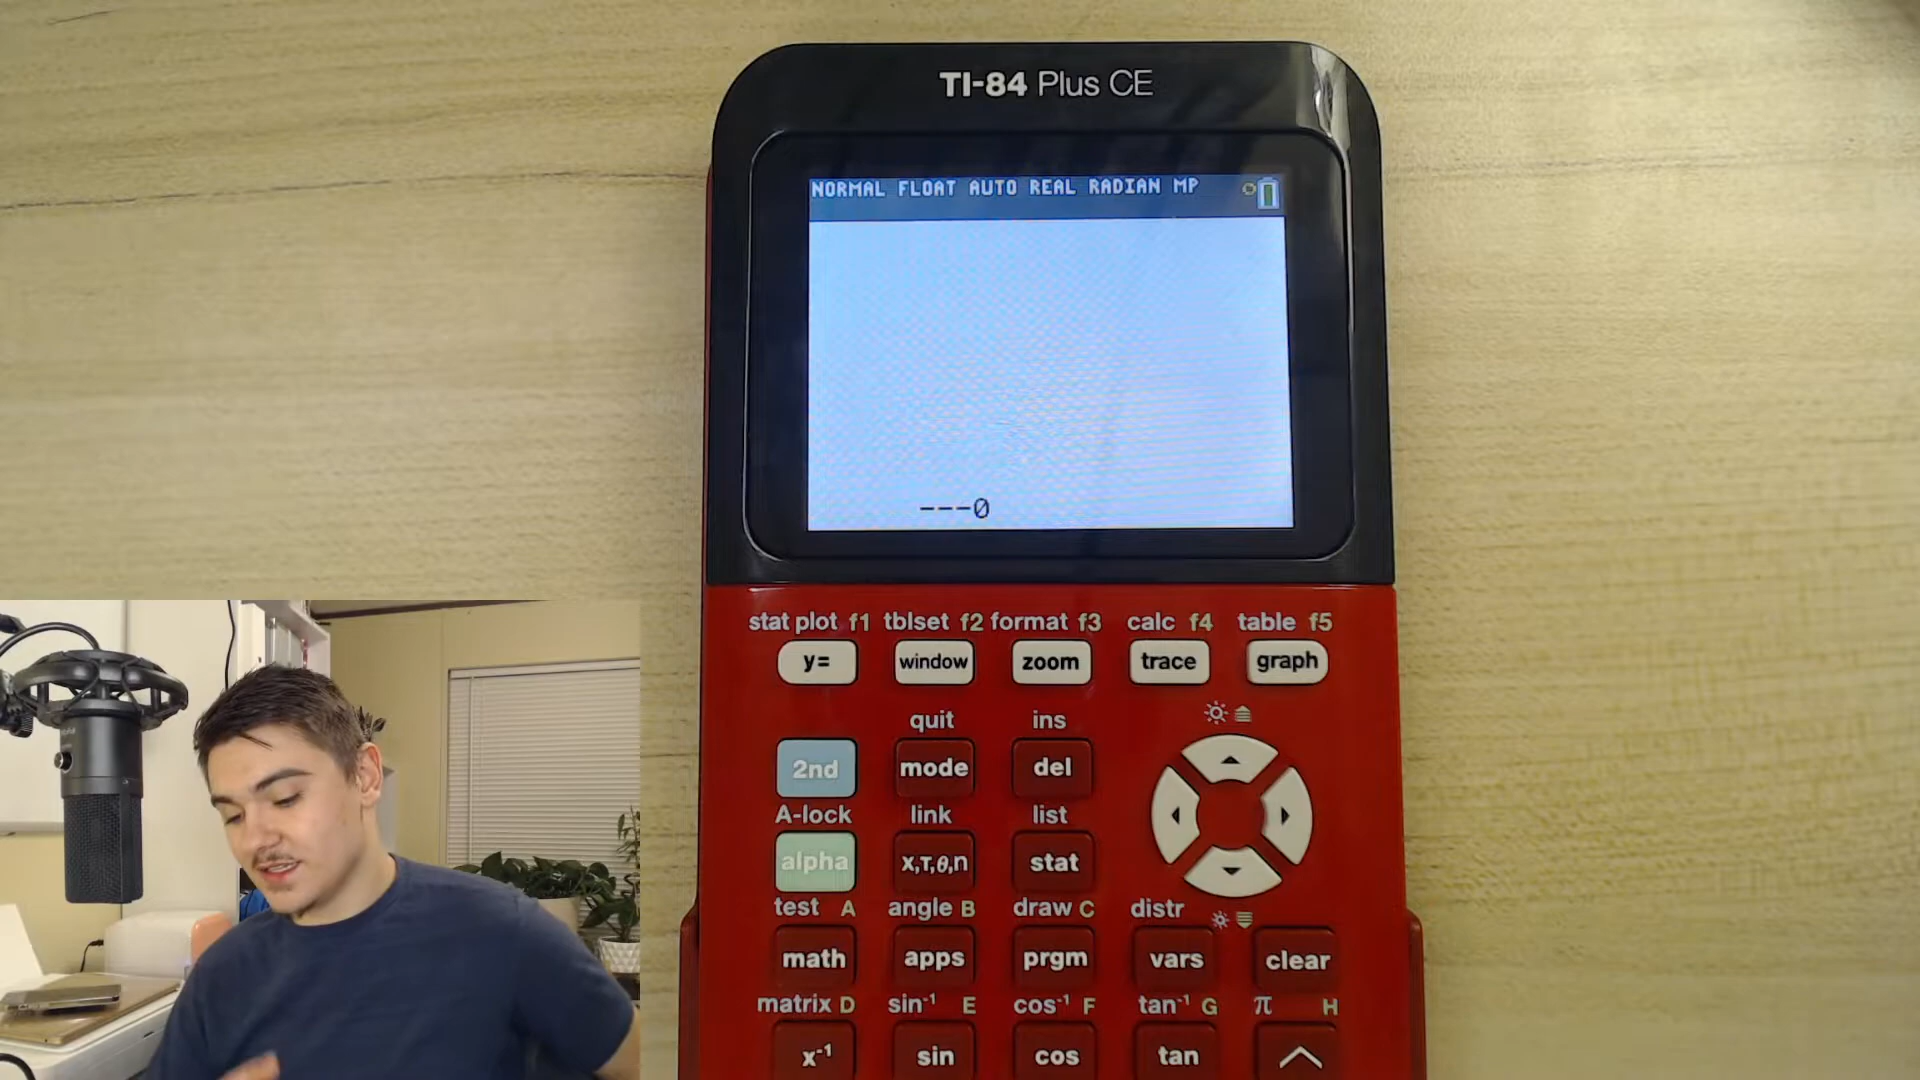 TI-84 Plus CE
NORMAL FLOAT AUTO REAL RADIAN MP
---0
stat plot f1 tblset f2 format f3 calc f4 table f5
y= window zoom trace graph
quit ins
2nd mode del
A-lock link list
alpha x,T,θ,n stat
test A angle B draw C distr
math apps prgm vars clear
matrix D sin⁻¹ E cos⁻¹ F tan⁻¹ G π H
x⁻¹ sin cos tan ^